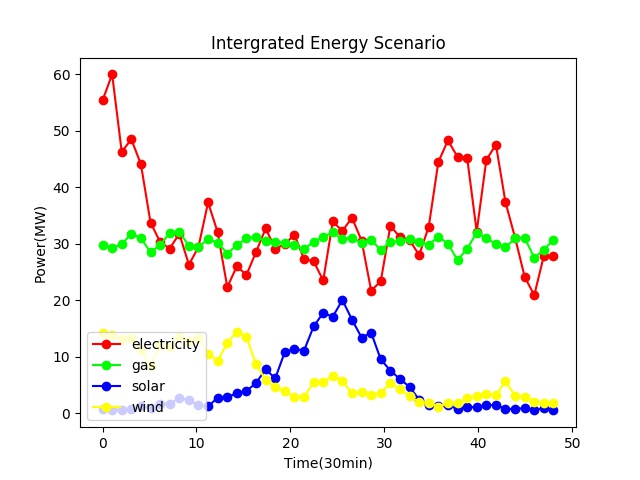 Intergrated Energy Scenario
Power(MW)
60
50
40
30
20
10
0
electricity
gas
solar
wind
0 10 20 30 40 50
Time(30min)